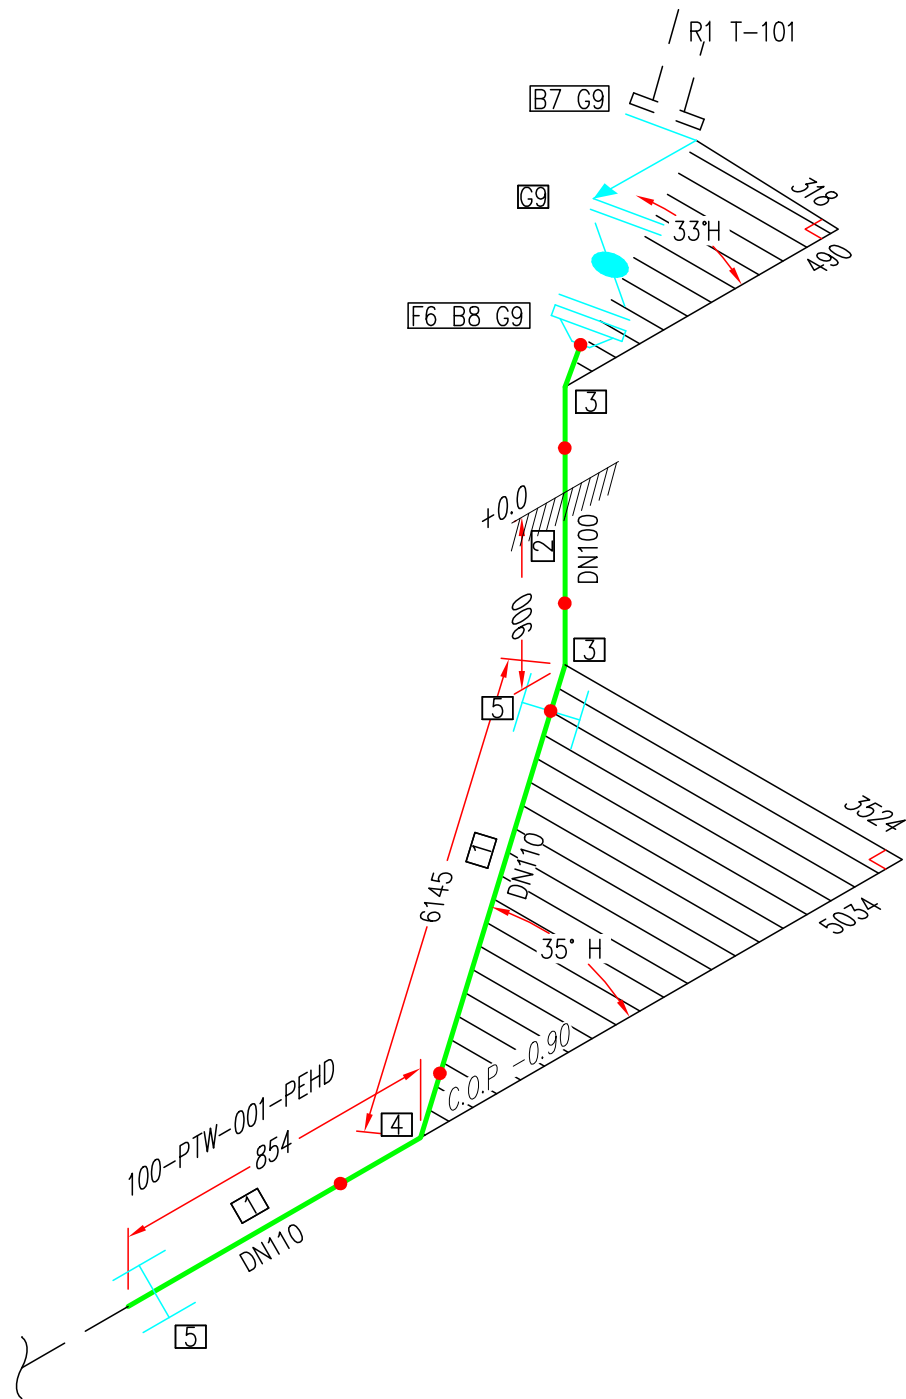 R1 T-101
B7 G9
318
G9
33°H
490
F6 B8 G9
3
+0.0
2
DN100
900
3
5
3524
1
DN110
6145
5034
35° H
C.O.P -0.90
100-PTW-001-PEHD
4
854
1
DN110
5